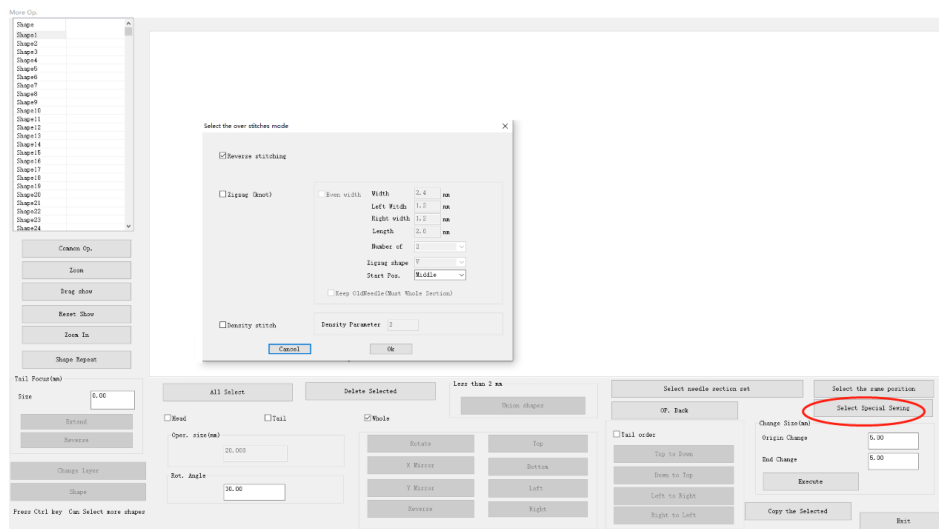 More Op.
Shape
Shape1
Shape2
Shape3
Shape4
Shape5
Shape6
Shape7
Shape8
Shape9
Shape10
Shape11
Shape12
Shape13
Shape14
Shape15
Shape16
Shape17
Shape18
Shape19
Shape20
Shape21
Shape22
Shape23
Shape24
Common Op.
Zoom
Drag show
Reset Show
Zoom In
Shape Repeat
Tail Focus(mm)
Size 0.00
Extend
Reverse
Change Layer
Shape
Press Ctrl key Can Select more shapes
Select the over stitches mode
Reverse stitching
Zigzag (knot)
Even width Width 2.4 mm
Left Witdh 1.2 mm
Right width 1.2 mm
Length 2.0 mm
Number of 2
Zigzag shape V
Start Pos. Middle
Keep OldNeedle(Must Whole Section)
Density stitch Density Parameter 2
Cancel Ok
All Select Delete Selected
Less than 2 mm
Union shaper
Head Tail Whole
Oper. size(mm)
20.000
Rot. Angle
30.00
Rotate Top
X Mirror Bottom
Y Mirror Left
Reverse Right
Select needle section set
Select the same position
OP. Back
Select Special Sewing
Tail order
Top to Down
Down to Top
Left to Right
Right to Left
Change Size(mm)
Origin Change 5.00
End Change 5.00
Execute
Copy the Selected
Exit